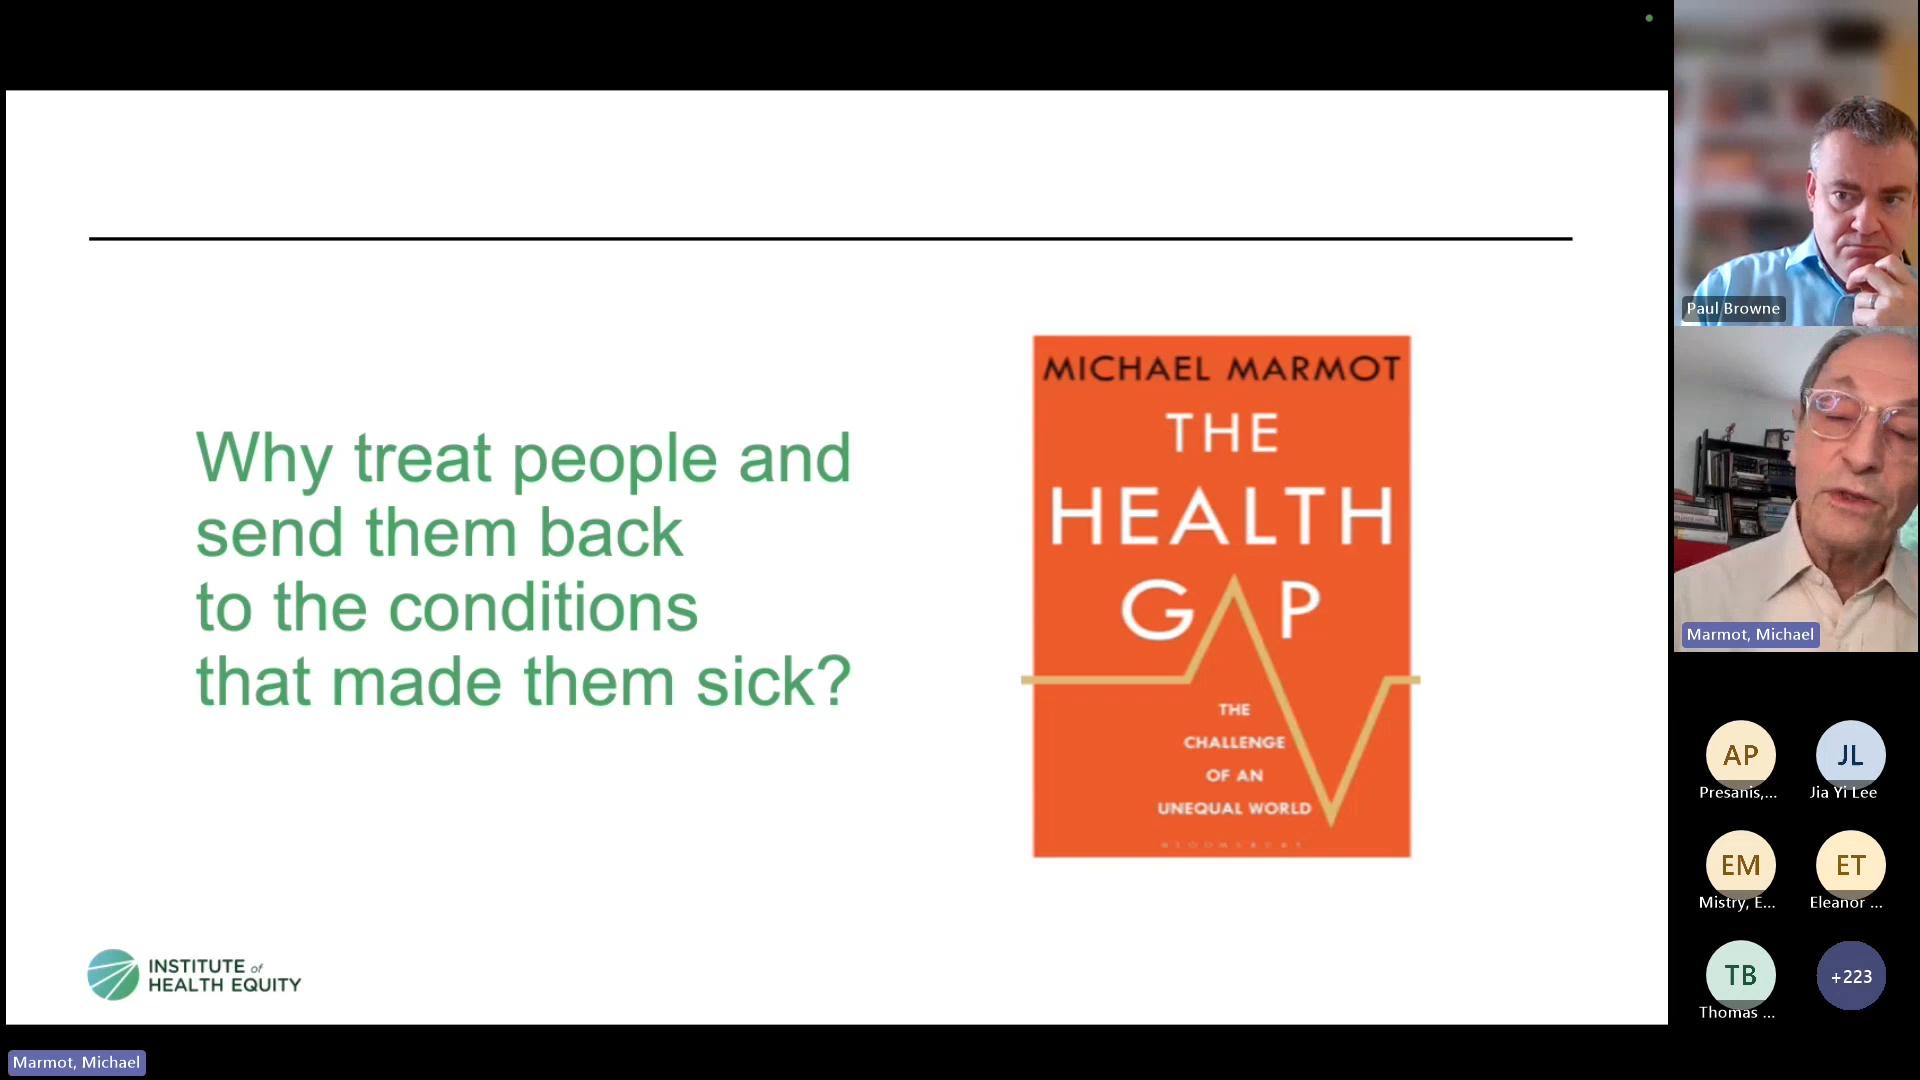 Why treat people and
send them back
to the conditions
that made them sick?
MICHAEL MARMOT
THE
HEALTH
GAP
THE
CHALLENGE
OF AN
UNEQUAL WORLD
BLOOMSBURY
INSTITUTE of
HEALTH EQUITY
Marmot, Michael
Paul Browne
Marmot, Michael
AP
JL
Presanis,...
Jia Yi Lee
EM
ET
Mistry, E...
Eleanor ...
TB
+223
Thomas ...